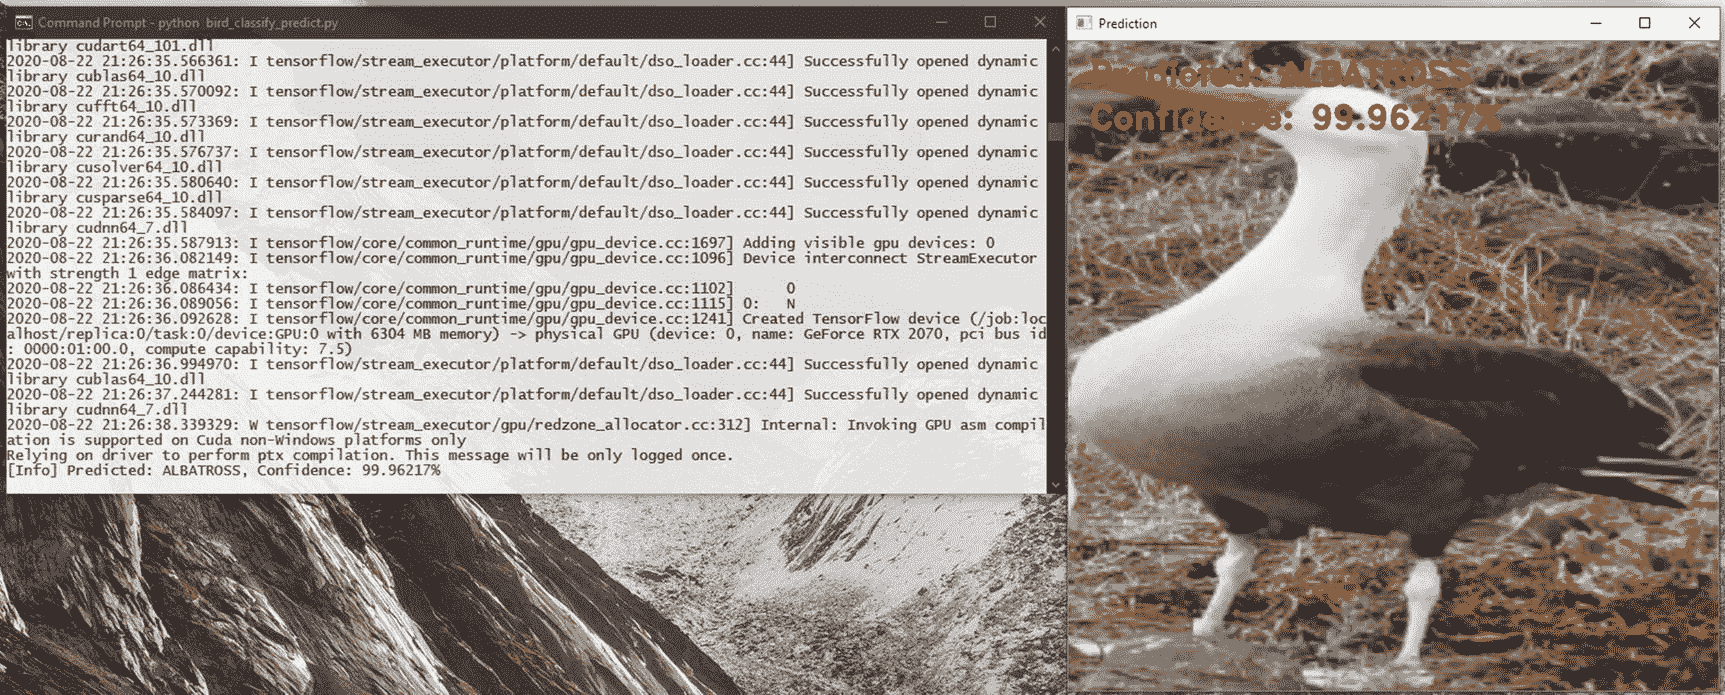 Command Prompt - python  bird_classify_predict.py
library cudart64_101.dll
2020-08-22 21:26:35.566361: I tensorflow/stream_executor/platform/default/dso_loader.cc:44] Successfully opened dynamic
library cublas64_10.dll
2020-08-22 21:26:35.570092: I tensorflow/stream_executor/platform/default/dso_loader.cc:44] Successfully opened dynamic
library cufft64_10.dll
2020-08-22 21:26:35.573369: I tensorflow/stream_executor/platform/default/dso_loader.cc:44] Successfully opened dynamic
library curand64_10.dll
2020-08-22 21:26:35.576737: I tensorflow/stream_executor/platform/default/dso_loader.cc:44] Successfully opened dynamic
library cusolver64_10.dll
2020-08-22 21:26:35.580640: I tensorflow/stream_executor/platform/default/dso_loader.cc:44] Successfully opened dynamic
library cusparse64_10.dll
2020-08-22 21:26:35.584097: I tensorflow/stream_executor/platform/default/dso_loader.cc:44] Successfully opened dynamic
library cudnn64_7.dll
2020-08-22 21:26:35.587913: I tensorflow/core/common_runtime/gpu/gpu_device.cc:1697] Adding visible gpu devices: 0
2020-08-22 21:26:36.082149: I tensorflow/core/common_runtime/gpu/gpu_device.cc:1096] Device interconnect StreamExecutor
with strength 1 edge matrix:
2020-08-22 21:26:36.086434: I tensorflow/core/common_runtime/gpu/gpu_device.cc:1102]      0
2020-08-22 21:26:36.089056: I tensorflow/core/common_runtime/gpu/gpu_device.cc:1115] 0:   N
2020-08-22 21:26:36.092628: I tensorflow/core/common_runtime/gpu/gpu_device.cc:1241] Created TensorFlow device (/job:loc
alhost/replica:0/task:0/device:GPU:0 with 6304 MB memory) -> physical GPU (device: 0, name: GeForce RTX 2070, pci bus id
: 0000:01:00.0, compute capability: 7.5)
2020-08-22 21:26:36.994970: I tensorflow/stream_executor/platform/default/dso_loader.cc:44] Successfully opened dynamic
library cublas64_10.dll
2020-08-22 21:26:37.244281: I tensorflow/stream_executor/platform/default/dso_loader.cc:44] Successfully opened dynamic
library cudnn64_7.dll
2020-08-22 21:26:38.339329: W tensorflow/stream_executor/gpu/redzone_allocator.cc:312] Internal: Invoking GPU asm compil
ation is supported on Cuda non-Windows platforms only
Relying on driver to perform ptx compilation. This message will be only logged once.
[Info] Predicted: ALBATROSS, Confidence: 99.96217%
Prediction
Predicted: ALBATROSS
Confidence: 99.96217%